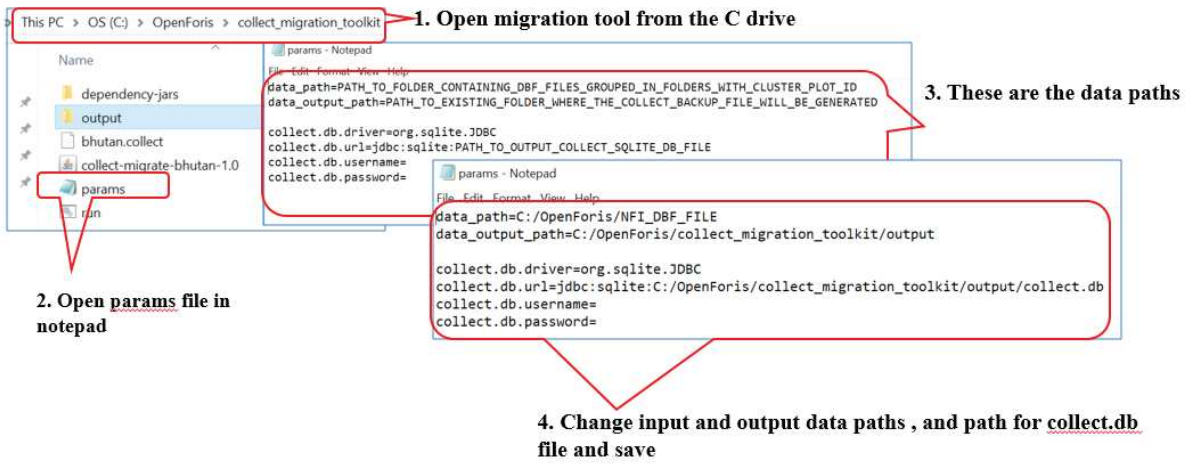 This PC > OS (C:) > OpenForis > collect_migration_toolkit
1. Open migration tool from the C drive
Name
dependency-jars
output
bhutan.collect
collect-migrate-bhutan-1.0
params
run
params - Notepad
File Edit Format View Help
data_path=PATH_TO_FOLDER_CONTAINING_DBF_FILES_GROUPED_IN_FOLDERS_WITH_CLUSTER_PLOT_ID
data_output_path=PATH_TO_EXISTING_FOLDER_WHERE_THE_COLLECT_BACKUP_FILE_WILL_BE_GENERATED
collect.db.driver=org.sqlite.JDBC
collect.db.url=jdbc:sqlite:PATH_TO_OUTPUT_COLLECT_SQLITE_DB_FILE
collect.db.username=
collect.db.password=
3. These are the data paths
params - Notepad
File Edit Format View Help
data_path=C:/OpenForis/NFI_DBF_FILE
data_output_path=C:/OpenForis/collect_migration_toolkit/output
collect.db.driver=org.sqlite.JDBC
collect.db.url=jdbc:sqlite:C:/OpenForis/collect_migration_toolkit/output/collect.db
collect.db.username=
collect.db.password=
2. Open params file in
notepad
4. Change input and output data paths , and path for collect.db
file and save